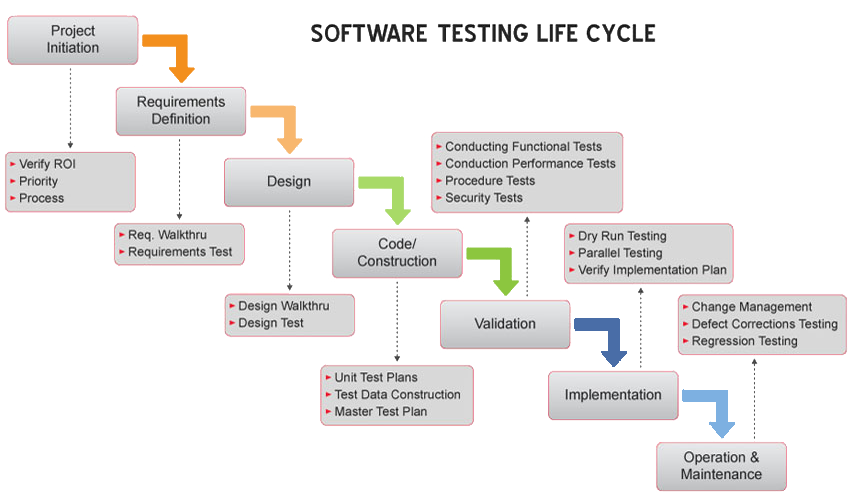 SOFTWARE TESTING LIFE CYCLE
Project
Initiation
Verify ROI
Priority
Process
Requirements
Definition
Req. Walkthru
Requirements Test
Design
Design Walkthru
Design Test
Code/
Construction
Unit Test Plans
Test Data Construction
Master Test Plan
Conducting Functional Tests
Conduction Performance Tests
Procedure Tests
Security Tests
Validation
Dry Run Testing
Parallel Testing
Verify Implementation Plan
Implementation
Change Management
Defect Corrections Testing
Regression Testing
Operation &
Maintenance